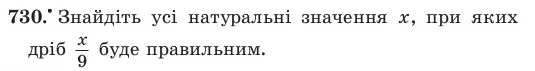 730.• Знайдіть усі натуральні значення x, при яких
дріб x/9 буде правильним.